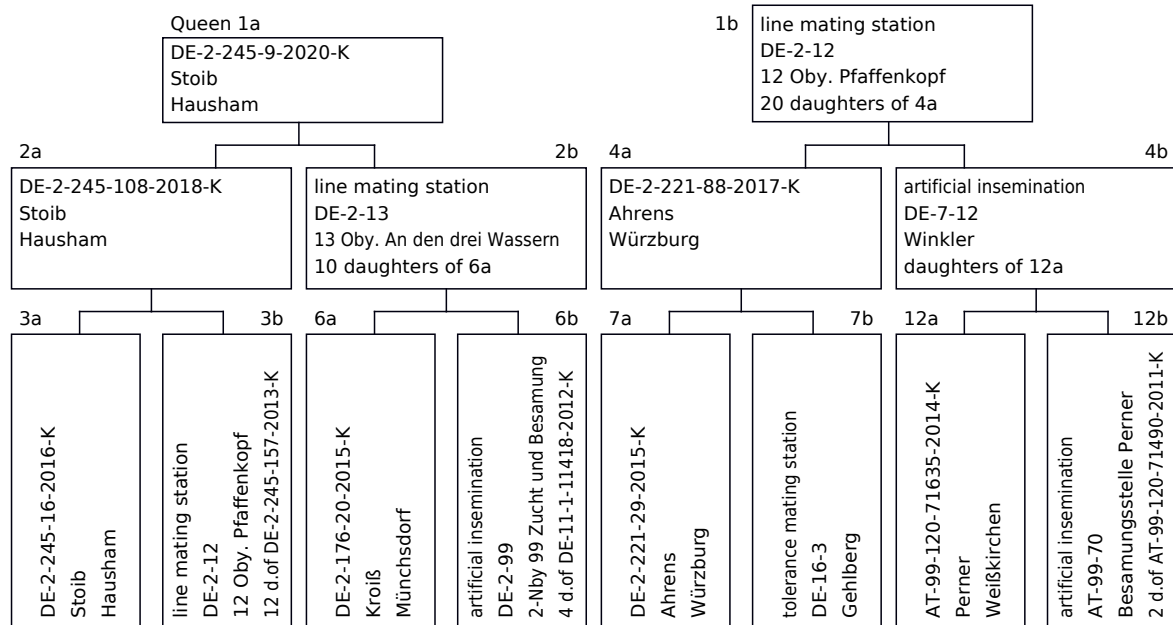 Queen 1a
DE-2-245-9-2020-K
Stoib
Hausham
1b
line mating station
DE-2-12
12 Oby. Pfaffenkopf
20 daughters of 4a
2a
DE-2-245-108-2018-K
Stoib
Hausham
2b
line mating station
DE-2-13
13 Oby. An den drei Wassern
10 daughters of 6a
4a
DE-2-221-88-2017-K
Ahrens
Würzburg
4b
artificial insemination
DE-7-12
Winkler
daughters of 12a
3a
DE-2-245-16-2016-K
Stoib
Hausham
3b
line mating station
DE-2-12
12 Oby. Pfaffenkopf
12 d.of DE-2-245-157-2013-K
6a
DE-2-176-20-2015-K
Kroiß
Münchsdorf
6b
artificial insemination
DE-2-99
2-Nby 99 Zucht und Besamung
4 d.of DE-11-1-11418-2012-K
7a
DE-2-221-29-2015-K
Ahrens
Würzburg
7b
tolerance mating station
DE-16-3
Gehlberg
12a
AT-99-120-71635-2014-K
Perner
Weißkirchen
12b
artificial insemination
AT-99-70
Besamungsstelle Perner
2 d.of AT-99-120-71490-2011-K